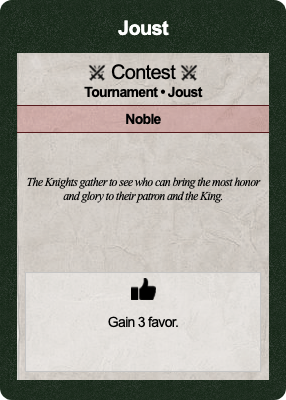 Joust
Contest
Tournament • Joust
Noble
The Knights gather to see who can bring the most honor
and glory to their patron and the King.
Gain 3 favor.